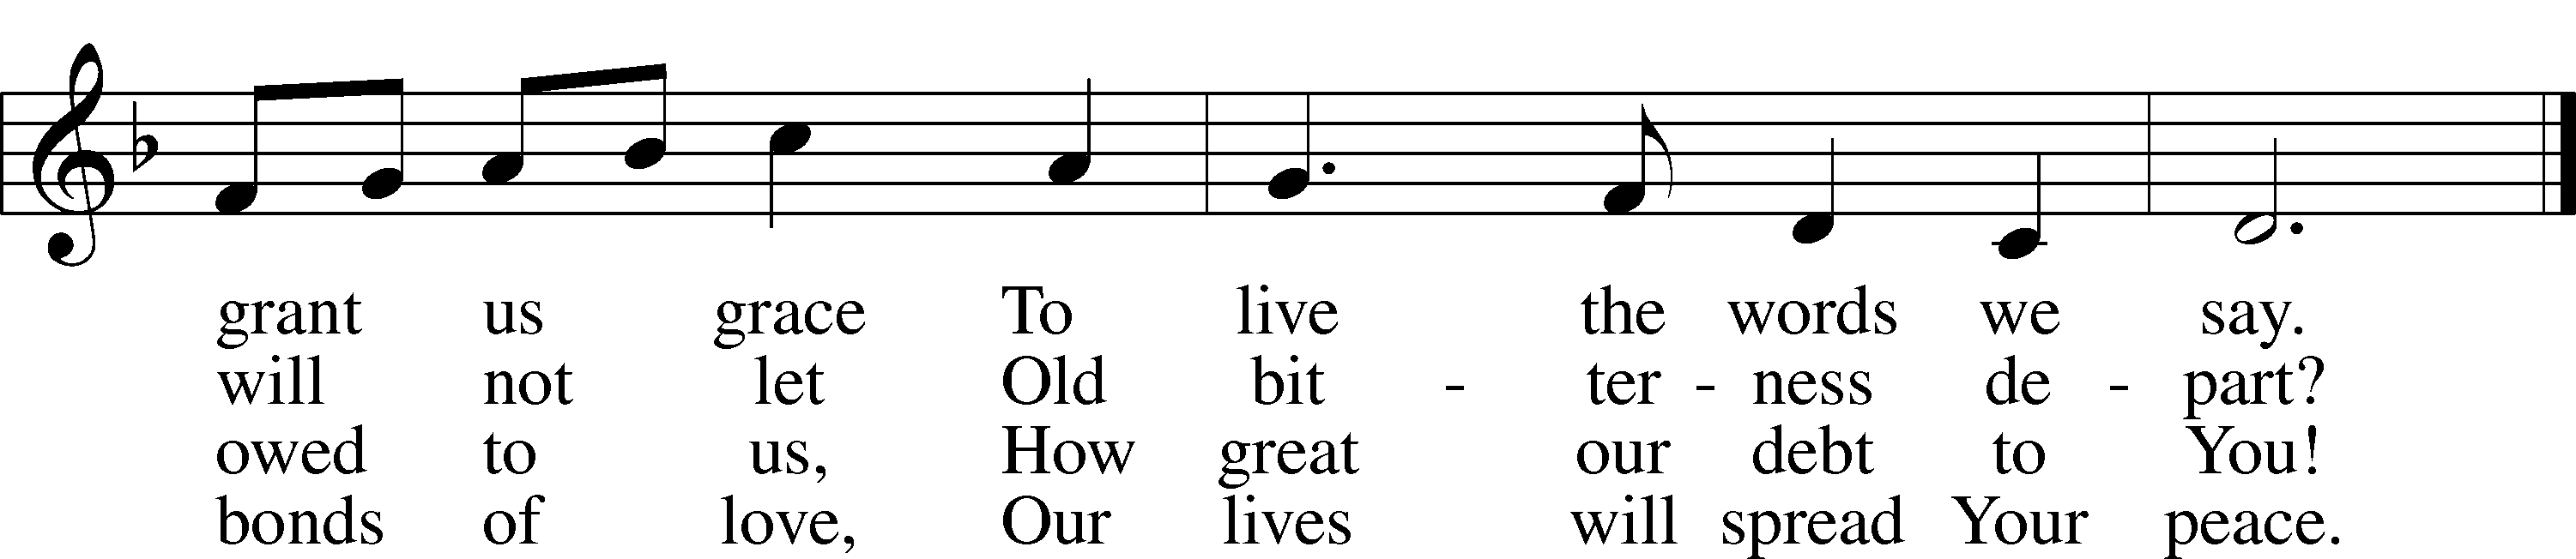 grant us grace To live the words we say.
will not let Old bit - ter - ness de - part?
owed to us, How great our debt to You!
bonds of love, Our lives will spread Your peace.